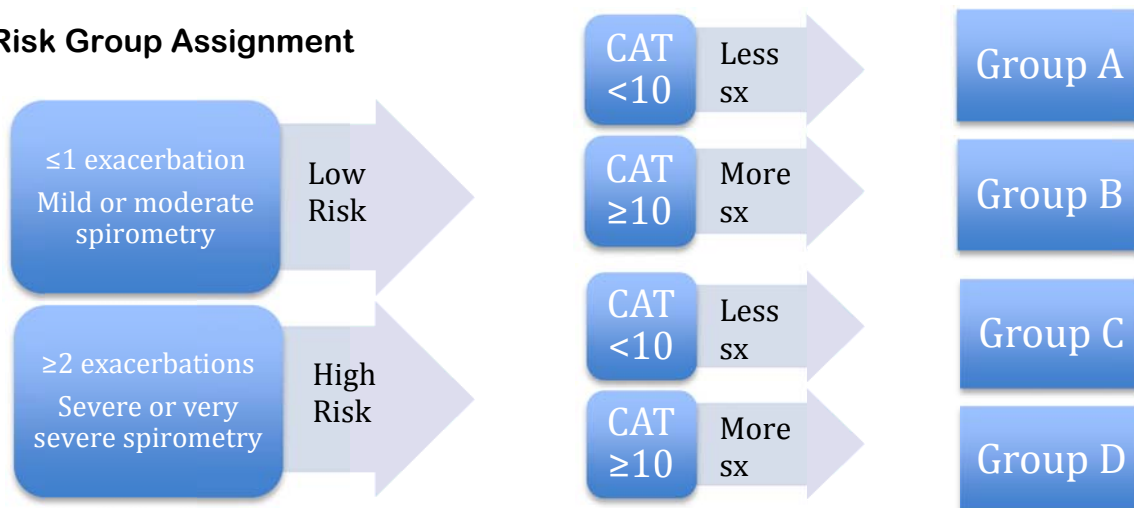 Risk Group Assignment
≤1 exacerbation
Mild or moderate
spirometry
Low
Risk
≥2 exacerbations
Severe or very
severe spirometry
High
Risk
CAT
<10
Less
sx
Group A
CAT
≥10
More
sx
Group B
CAT
<10
Less
sx
Group C
CAT
≥10
More
sx
Group D